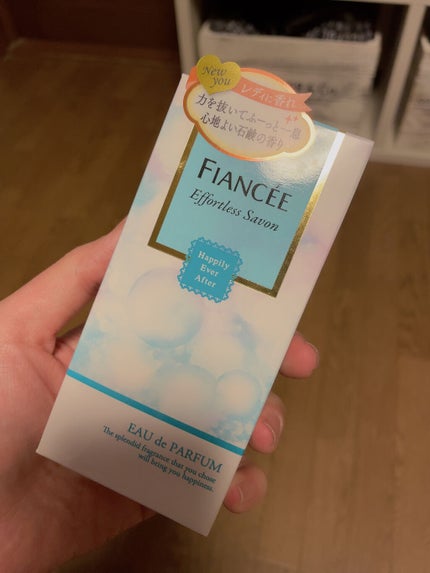 New
you
レディに香れ
力を抜いてふーっと一息
心地よい石鹸の香り
FIANCÉE
Effortless Savon
Happily
Ever
After
EAU de PARFUM
The splendid fragrance that you chose
will bring you happiness.